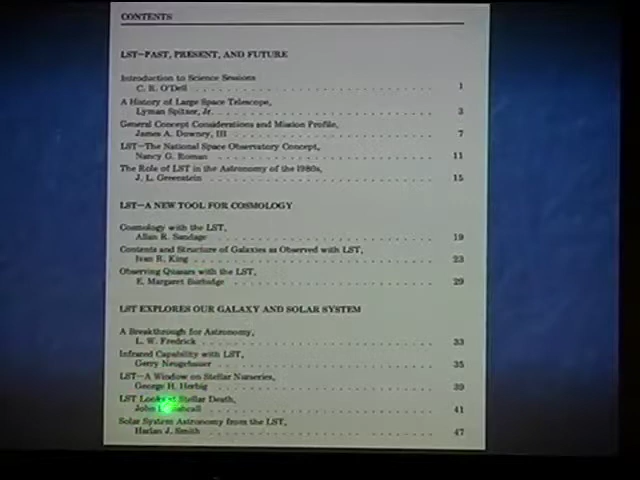 CONTENTS
LST—PAST, PRESENT, AND FUTURE
Introduction to Science Sessions
C. R. O'Dell . . . 1
A History of Large Space Telescope,
Lyman Spitzer, Jr. . . . 3
General Concept Considerations and Mission Profile,
James A. Downey, III . . . 7
LST—The National Space Observatory Concept,
Nancy G. Roman . . . 11
The Role of LST in the Astronomy of the 1980s,
J. L. Greenstein . . . 15
LST—A NEW TOOL FOR COSMOLOGY
Cosmology with the LST,
Allan R. Sandage . . . 19
Contents and Structure of Galaxies as Observed with LST,
Ivan R. King . . . 23
Observing Quasars with the LST,
E. Margaret Burbidge . . . 29
LST EXPLORES OUR GALAXY AND SOLAR SYSTEM
A Breakthrough for Astronomy,
L. W. Fredrick . . . 33
Infrared Capability with LST,
Gerry Neugebauer . . . 35
LST—A Window on Stellar Nurseries,
George H. Herbig . . . 39
LST Looks at Stellar Death,
John . . . 41
Solar System Astronomy from the LST,
Harlan J. Smith . . . 47